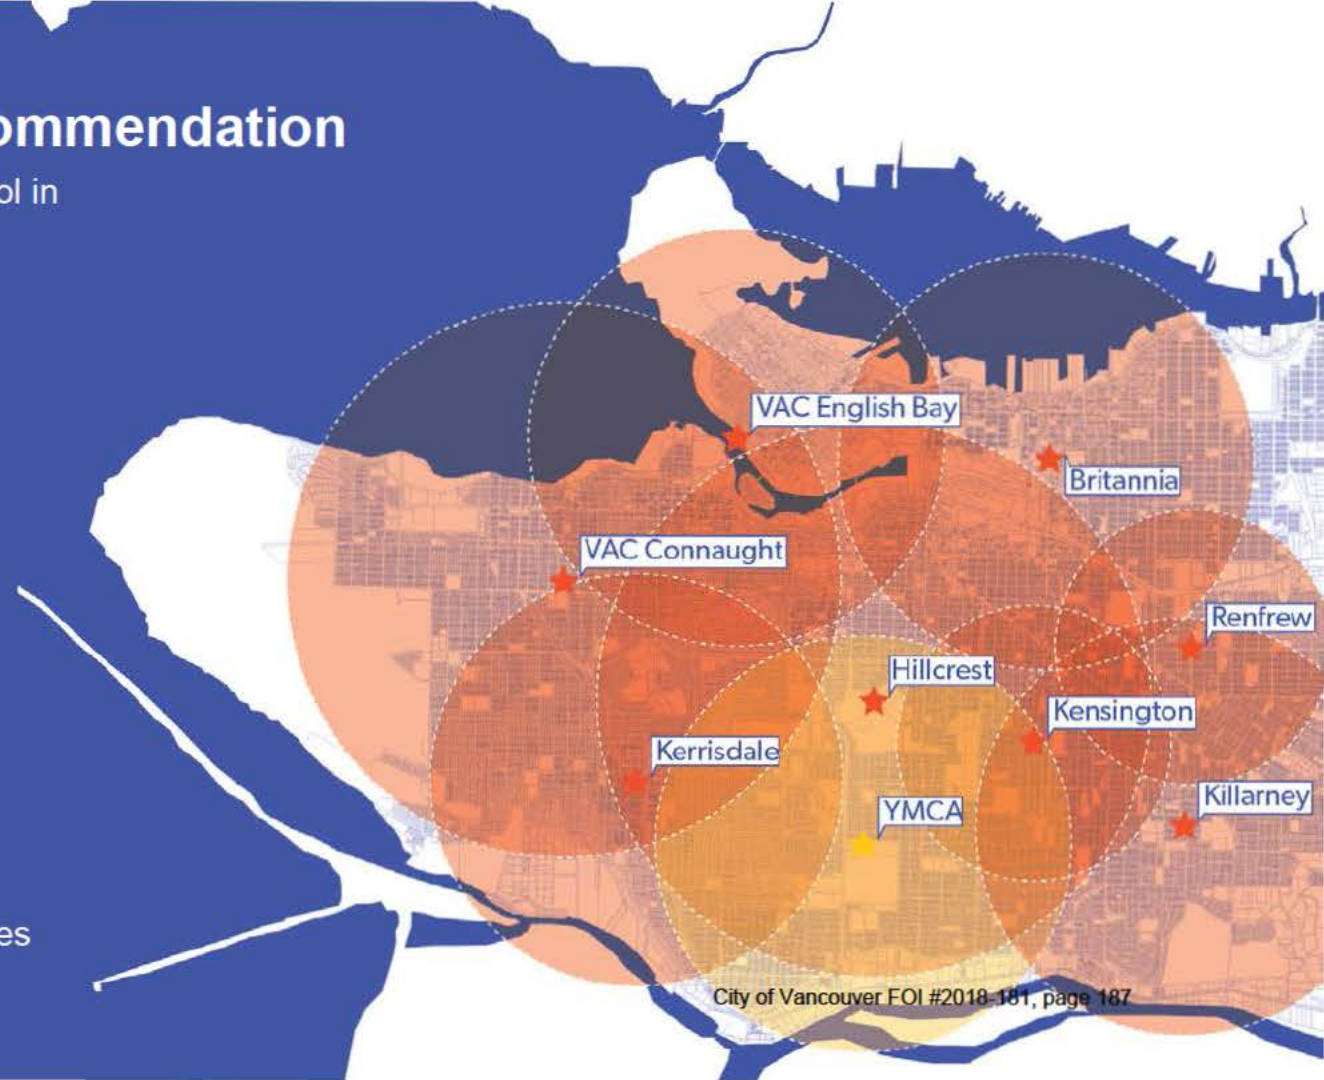 ommendation
ol in
VAC English Bay
Britannia
VAC Connaught
Renfrew
Hillcrest
Kensington
Kerrisdale
Killarney
YMCA
es
City of Vancouver FOI #2018-181, page 187